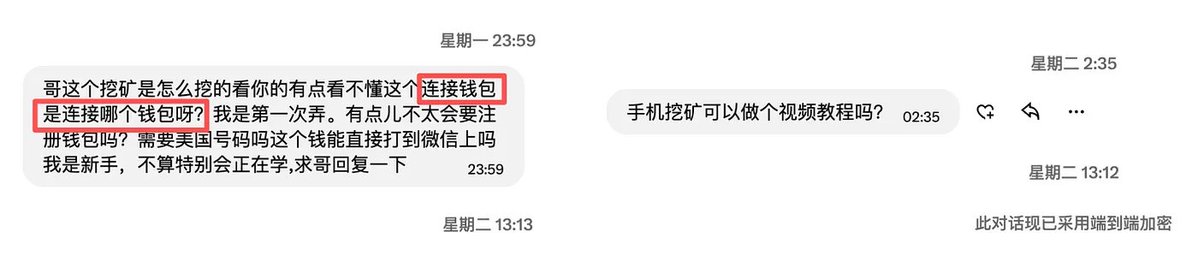 星期一 23:59
哥这个挖矿是怎么挖的看你的有点看不懂这个连接钱包
是连接哪个钱包呀? 我是第一次弄。有点儿不太会要注
册钱包吗？需要美国号码吗这个钱能直接打到微信上吗
我是新手，不算特别会正在学,求哥回复一下
23:59
星期二 13:13
星期二 2:35
手机挖矿可以做个视频教程吗？ 02:35
星期二 13:12
此对话现已采用端到端加密